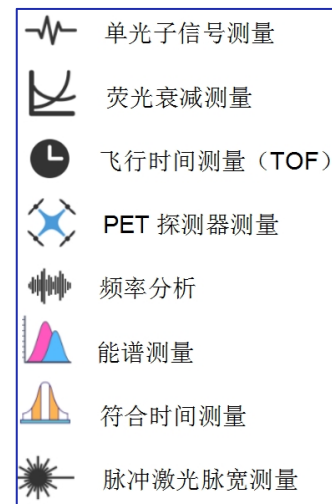 单光子信号测量
荧光衰减测量
飞行时间测量（TOF）
PET 探测器测量
频率分析
能谱测量
符合时间测量
脉冲激光脉宽测量